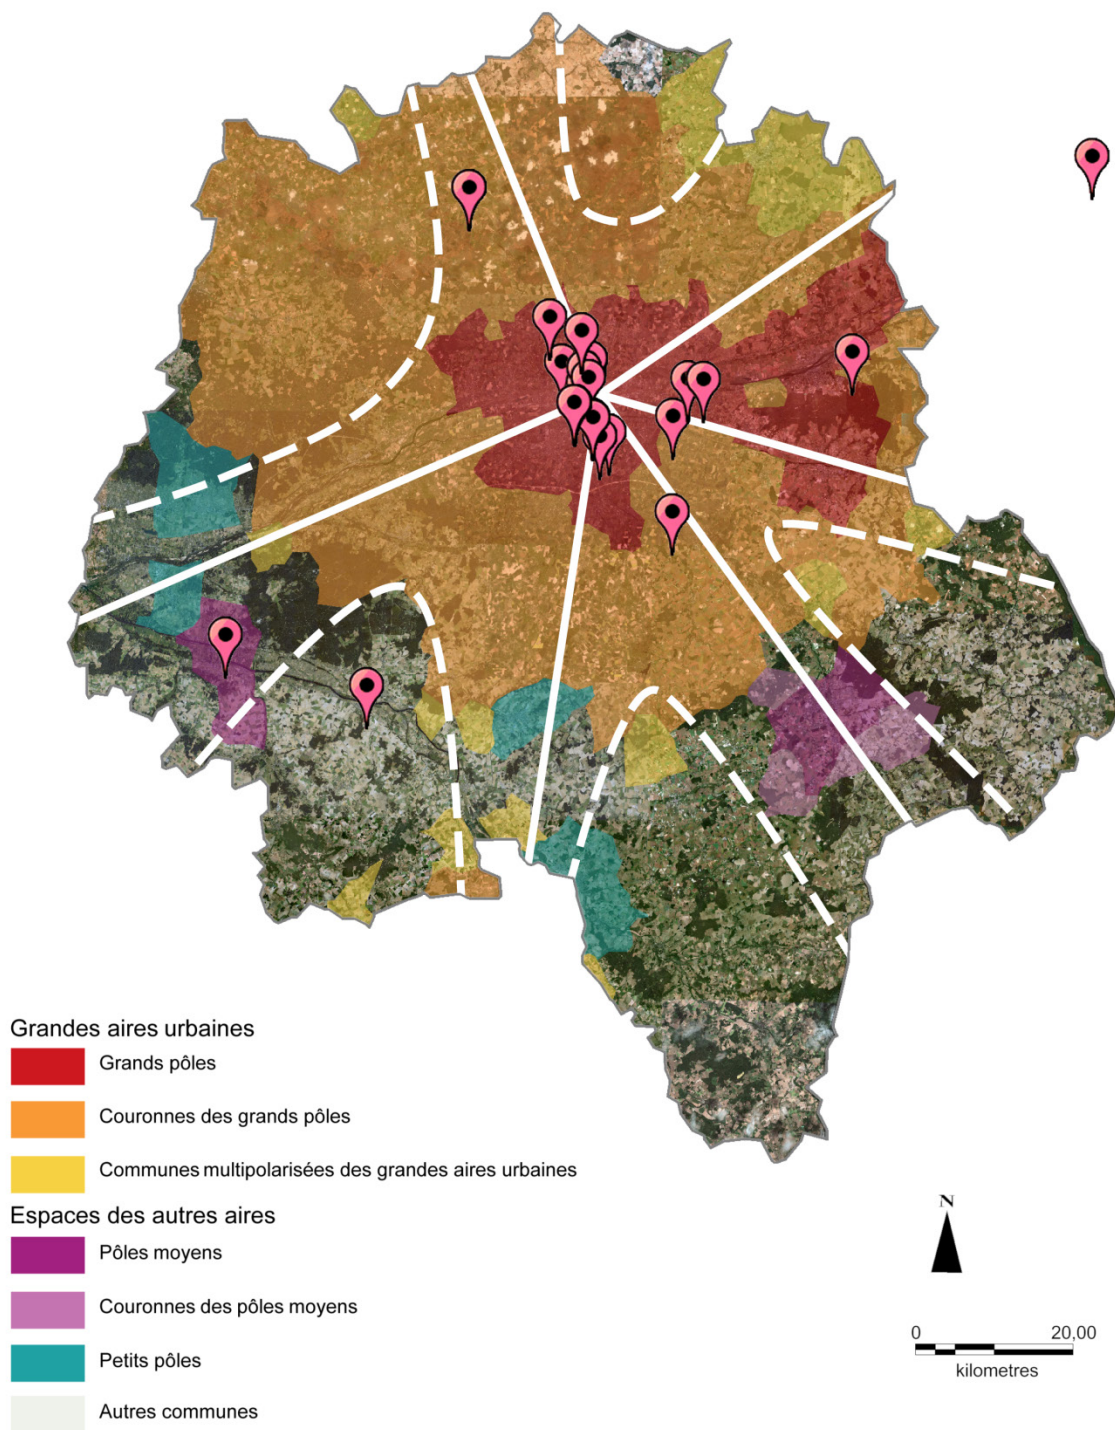 Grandes aires urbaines
Grands pôles
Couronnes des grands pôles
Communes multipolarisées des grandes aires urbaines
Espaces des autres aires
Pôles moyens
Couronnes des pôles moyens
Petits pôles
Autres communes
N
0 20,00
kilometres